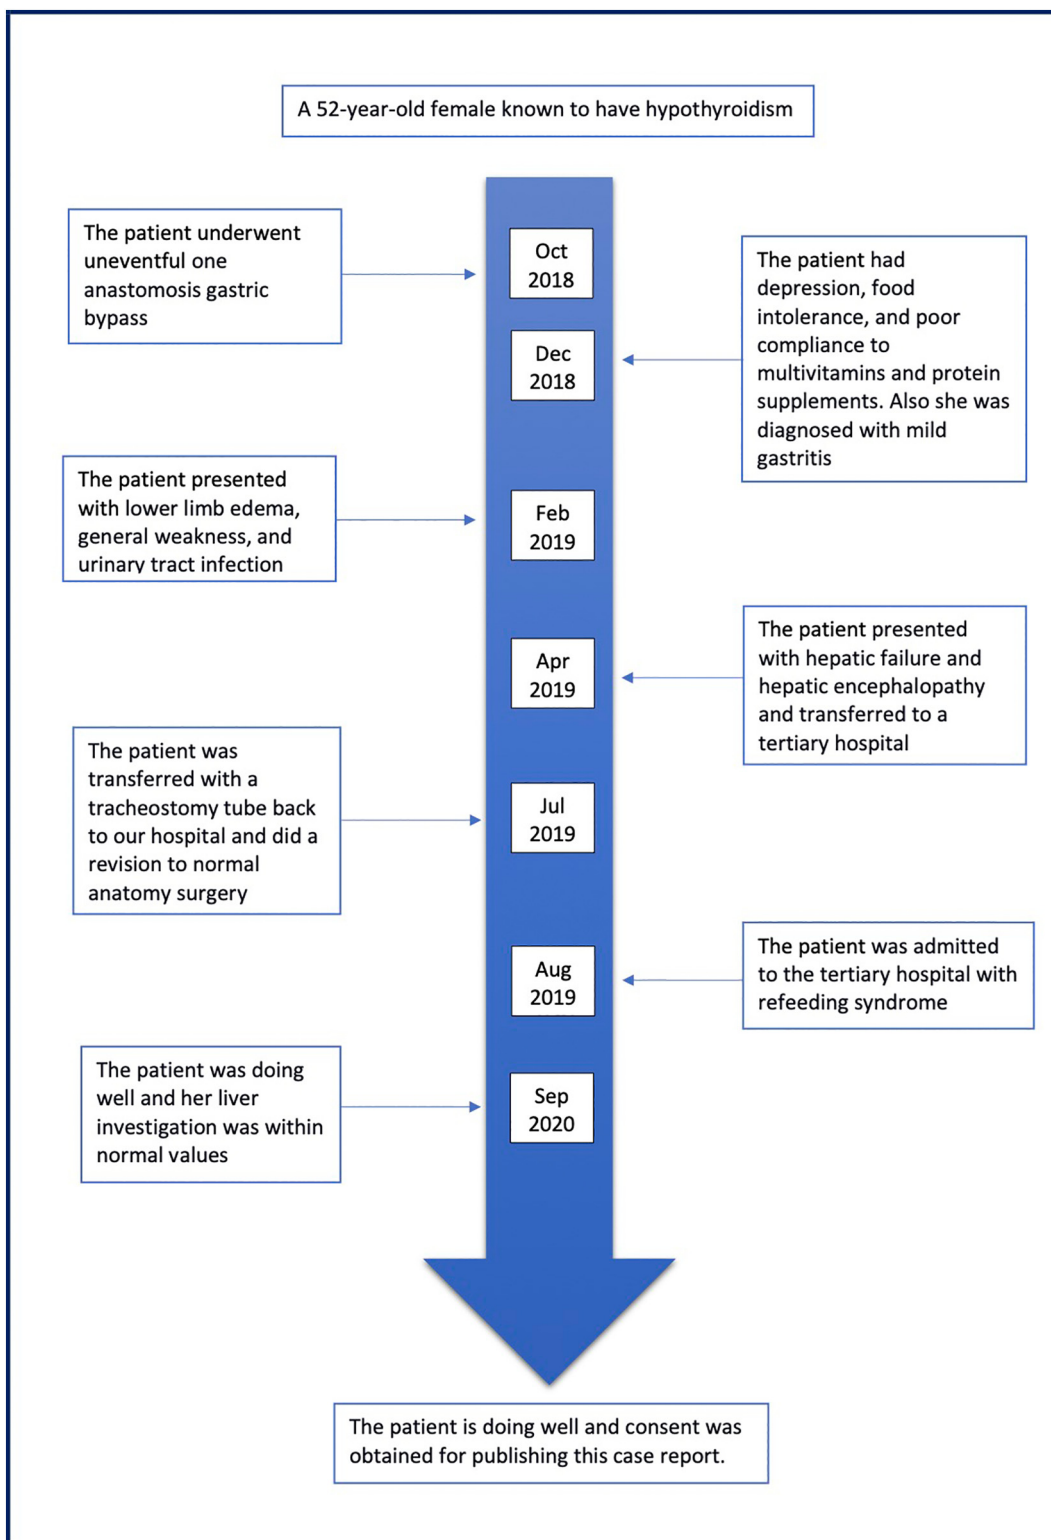 A 52-year-old female known to have hypothyroidism
The patient underwent
uneventful one
anastomosis gastric
bypass
Oct
2018
Dec
2018
The patient had
depression, food
intolerance, and poor
compliance to
multivitamins and protein
supplements. Also she was
diagnosed with mild
gastritis
The patient presented
with lower limb edema,
general weakness, and
urinary tract infection
Feb
2019
Apr
2019
The patient presented
with hepatic failure and
hepatic encephalopathy
and transferred to a
tertiary hospital
The patient was
transferred with a
tracheostomy tube back
to our hospital and did a
revision to normal
anatomy surgery
Jul
2019
Aug
2019
The patient was admitted
to the tertiary hospital with
refeeding syndrome
The patient was doing
well and her liver
investigation was within
normal values
Sep
2020
The patient is doing well and consent was
obtained for publishing this case report.